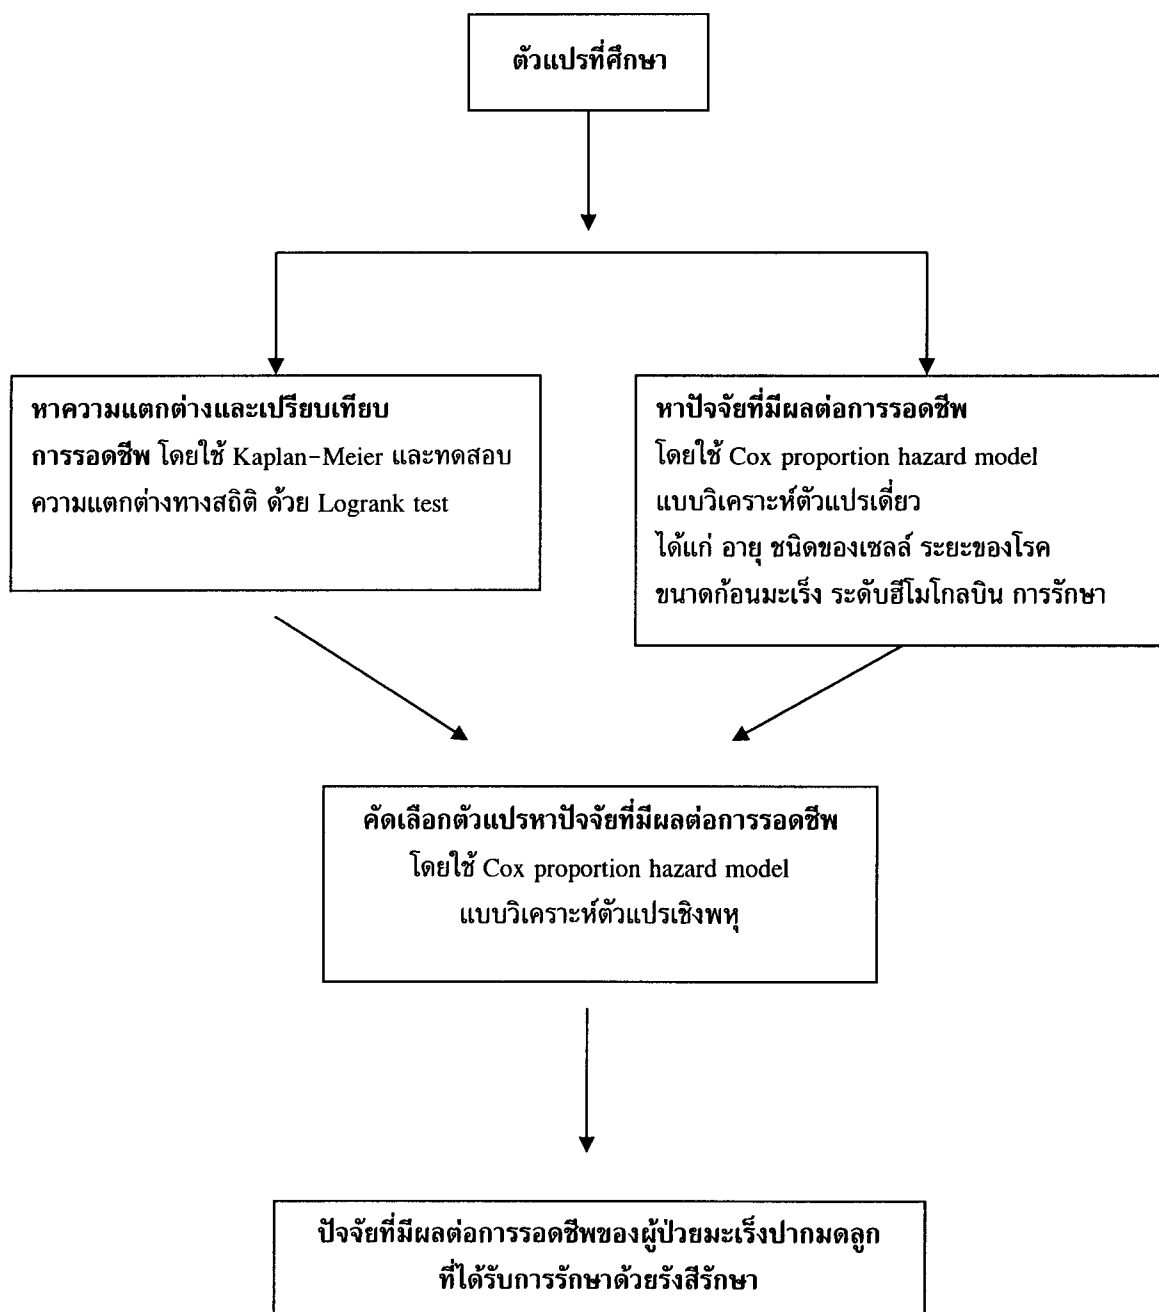 ตัวแปรที่ศึกษา
หาความแตกต่างและเปรียบเทียบ
การรอดชีพ โดยใช้ Kaplan-Meier และทดสอบ
ความแตกต่างทางสถิติ ด้วย Logrank test
หาปัจจัยที่มีผลต่อการรอดชีพ
โดยใช้ Cox proportion hazard model
แบบวิเคราะห์ตัวแปรเดี่ยว
ได้แก่ อายุ ชนิดของเซลล์ ระยะของโรค
ขนาดก้อนมะเร็ง ระดับฮีโมโกลบิน การรักษา
คัดเลือกตัวแปรหาปัจจัยที่มีผลต่อการรอดชีพ
โดยใช้ Cox proportion hazard model
แบบวิเคราะห์ตัวแปรเชิงพหุ
ปัจจัยที่มีผลต่อการรอดชีพของผู้ป่วยมะเร็งปากมดลูก
ที่ได้รับการรักษาด้วยรังสีรักษา